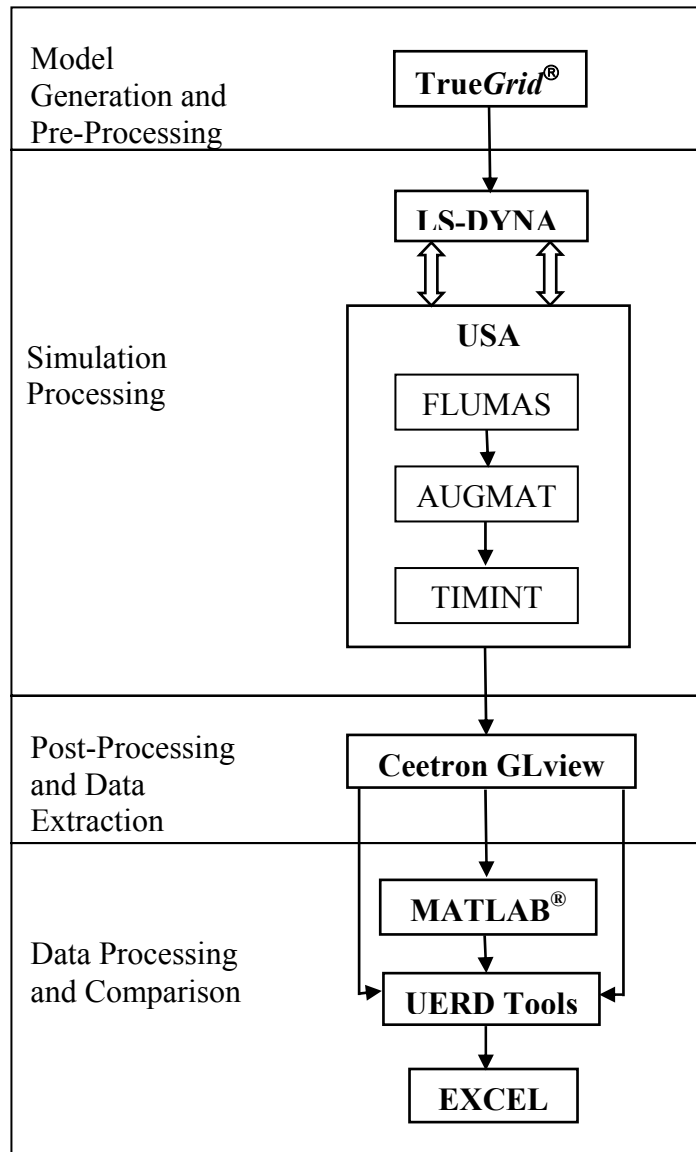 Model
Generation and
Pre-Processing
TrueGrid®
LS-DYNA
Simulation
Processing
USA
FLUMAS
AUGMAT
TIMINT
Post-Processing
and Data
Extraction
Ceetron GLview
Data Processing
and Comparison
MATLAB®
UERD Tools
EXCEL